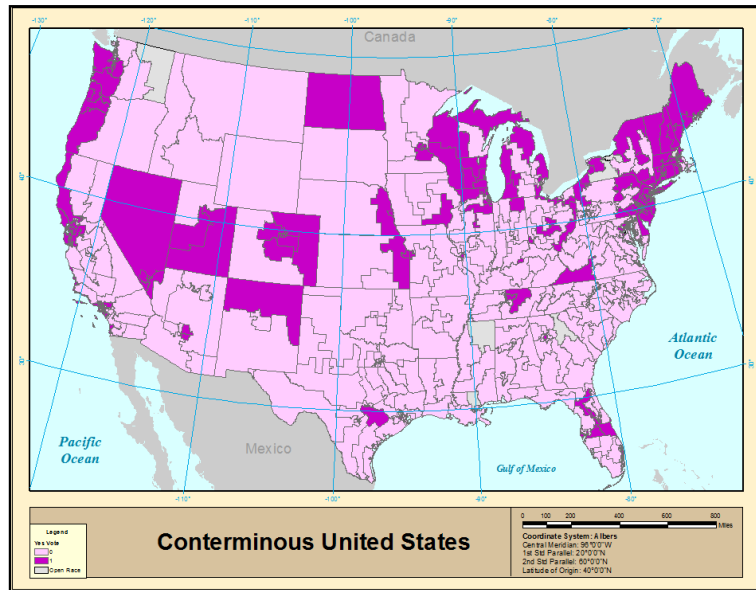 -130°
-120°
-110°
-100°
-90°
-80°
-70°
Canada
40°
40°
Atlantic
Ocean
30°
30°
Pacific
Ocean
Mexico
Gulf of Mexico
-110°
-100°
-90°
-80°
Legend
Yes Vote
0
1
Open Race
Conterminous United States
0 100 200 400 600 800
Miles
Coordinate System: Albers
Central Meridian: 96°0'0"W
1st Std Parallel: 20°0'0"N
2nd Std Parallel: 60°0'0"N
Latitude of Origin: 40°0'0"N